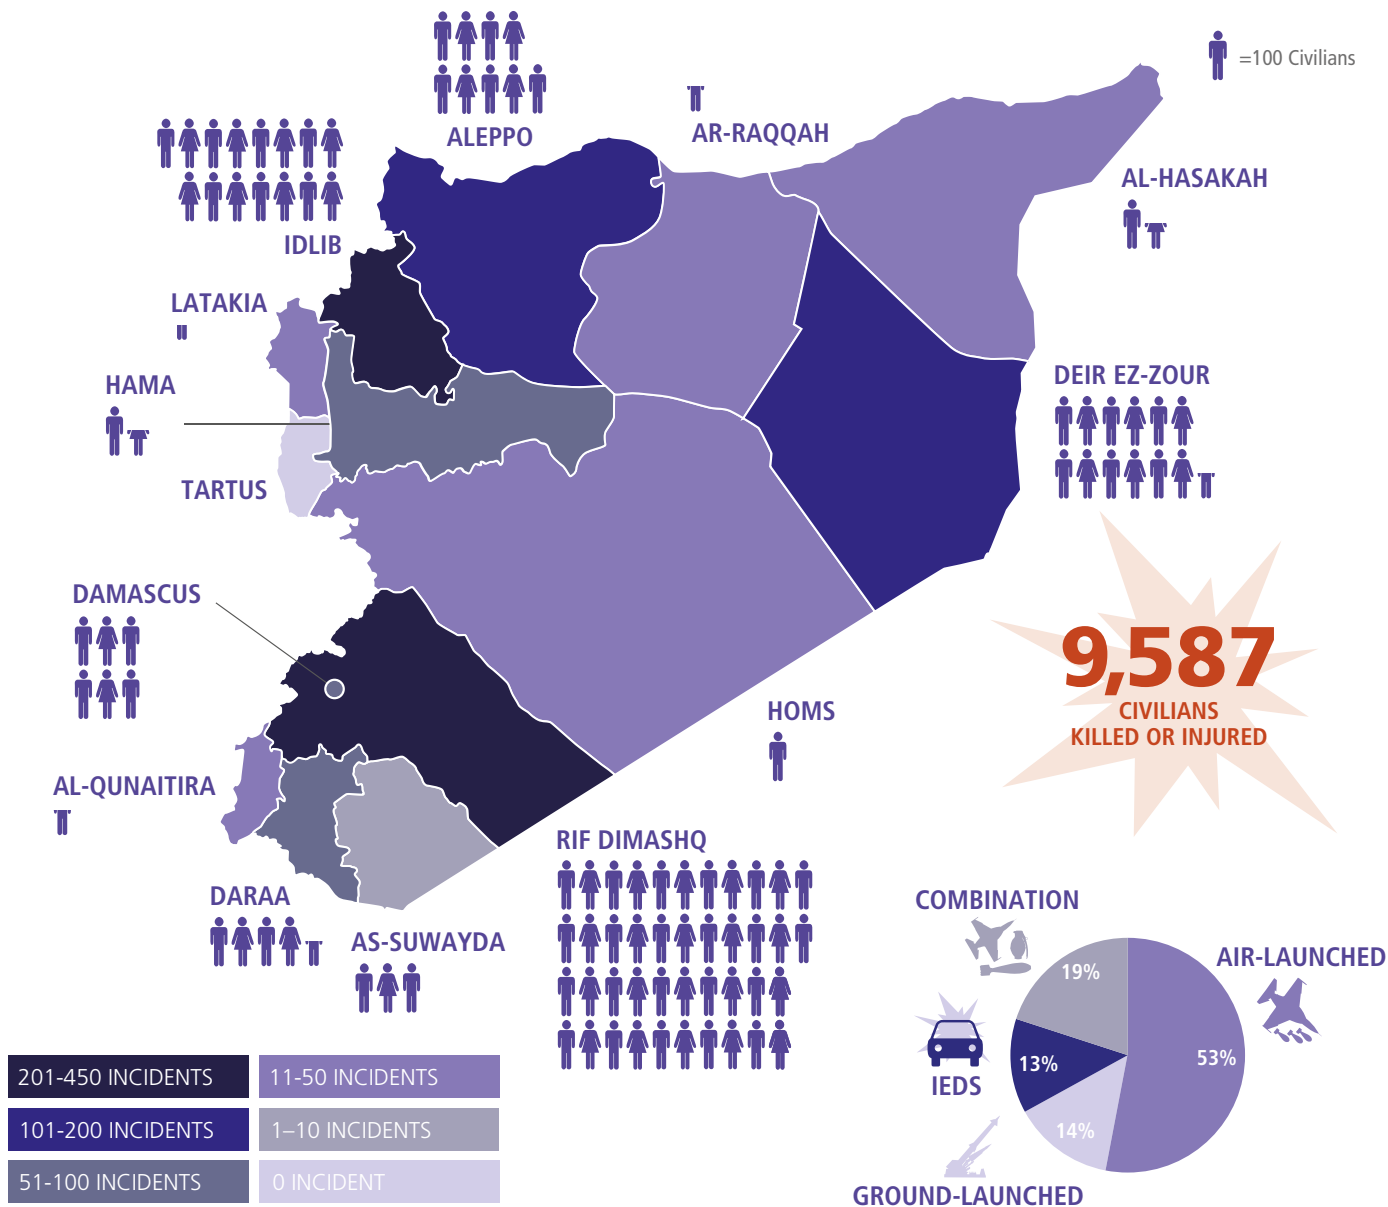 =100 Civilians
ALEPPO
AR-RAQQAH
AL-HASAKAH
IDLIB
LATAKIA
HAMA
DEIR EZ-ZOUR
TARTUS
DAMASCUS
9,587
CIVILIANS
KILLED OR INJURED
HOMS
AL-QUNAITIRA
RIF DIMASHQ
DARAA
AS-SUWAYDA
COMBINATION
AIR-LAUNCHED
19%
53%
13%
IEDS
14%
GROUND-LAUNCHED
201-450 INCIDENTS
11-50 INCIDENTS
101-200 INCIDENTS
1–10 INCIDENTS
51-100 INCIDENTS
0 INCIDENT